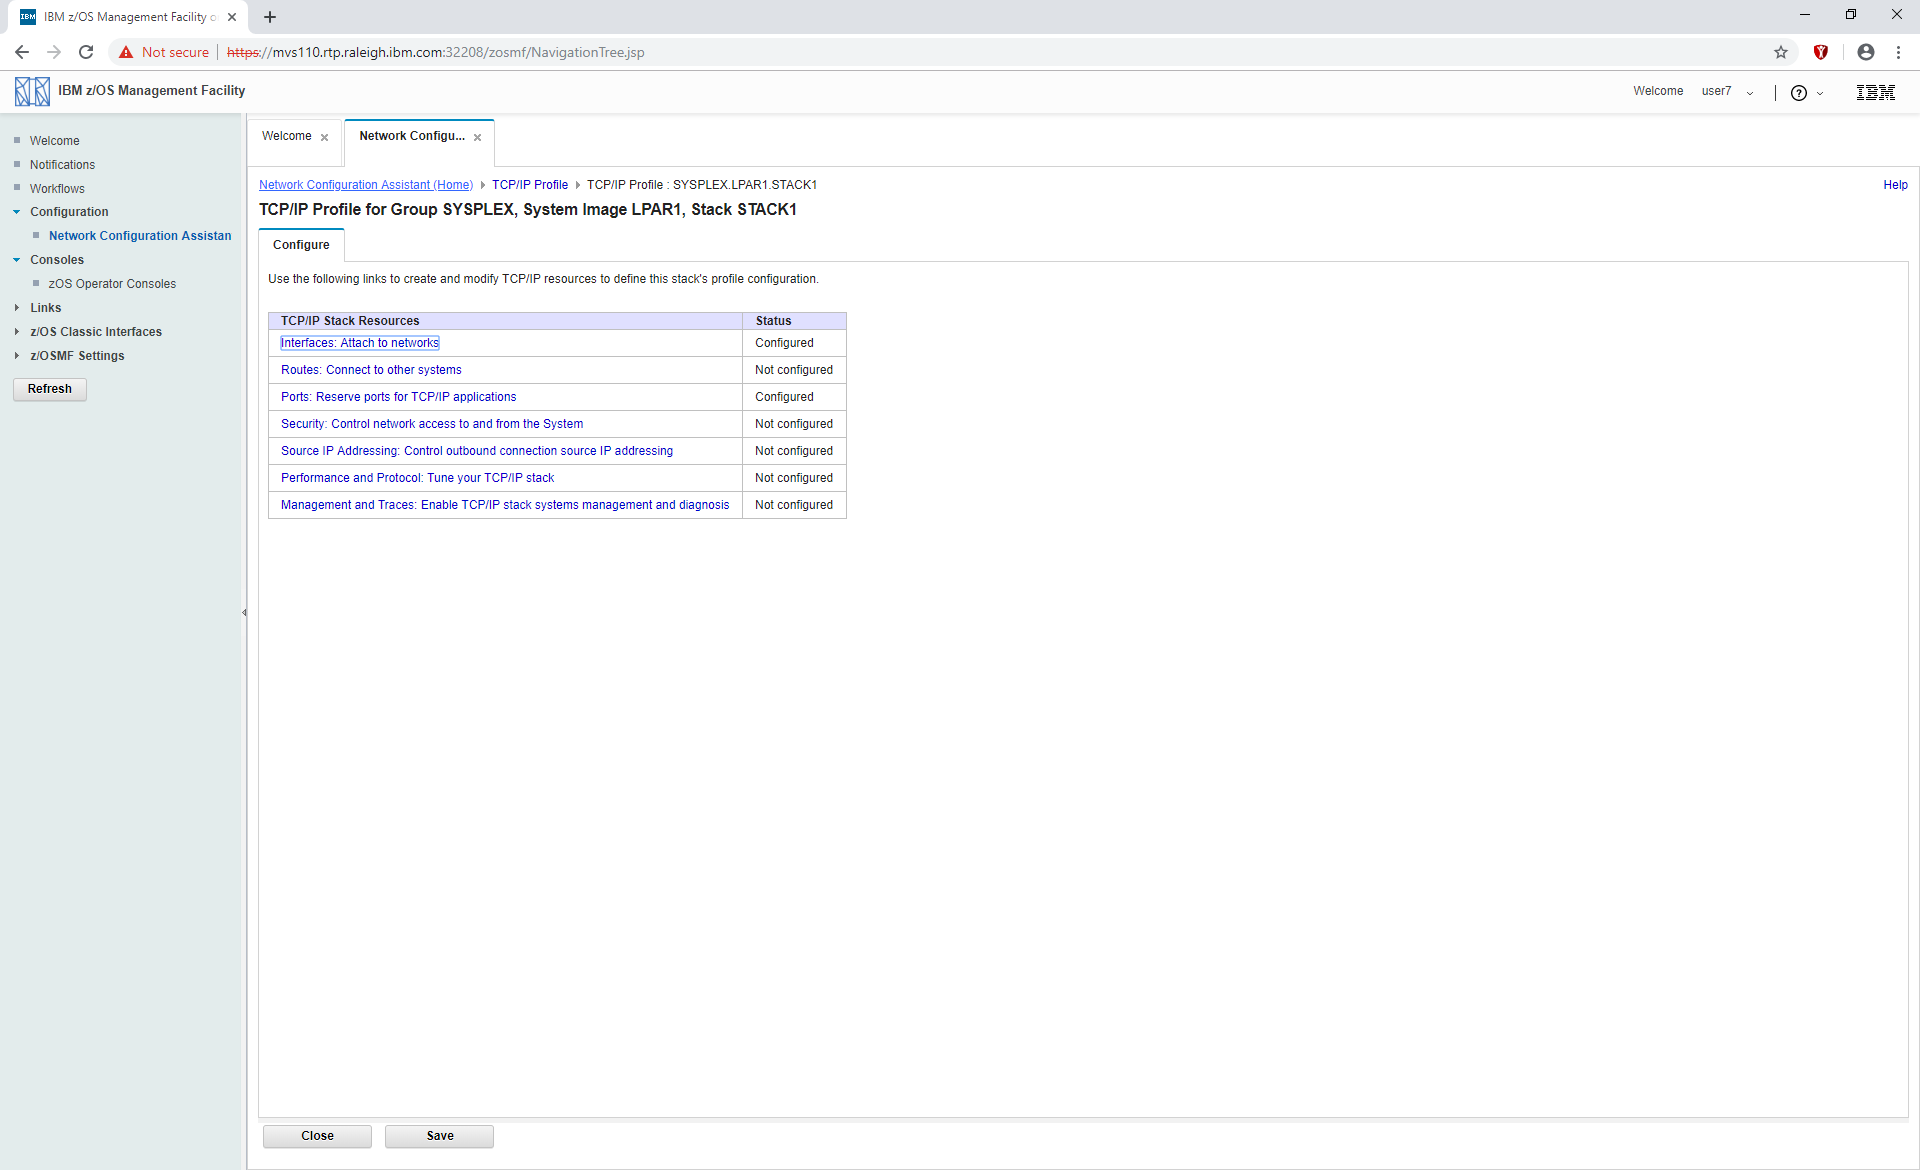 IBM
IBM z/OS Management Facility o
Not secure
https://mvs110.rtp.raleigh.ibm.com:32208/zosmf/NavigationTree.jsp
IBM z/OS Management Facility
Welcome user7
?
IBM
Welcome
Notifications
Workflows
Configuration
Network Configuration Assistan
Consoles
zOS Operator Consoles
Links
z/OS Classic Interfaces
z/OSMF Settings
Refresh
Welcome
Network Configu...
Network Configuration Assistant (Home) TCP/IP Profile TCP/IP Profile : SYSPLEX.LPAR1.STACK1
Help
TCP/IP Profile for Group SYSPLEX, System Image LPAR1, Stack STACK1
Configure
Use the following links to create and modify TCP/IP resources to define this stack's profile configuration.
TCP/IP Stack Resources Status
Interfaces: Attach to networks Configured
Routes: Connect to other systems Not configured
Ports: Reserve ports for TCP/IP applications Configured
Security: Control network access to and from the System Not configured
Source IP Addressing: Control outbound connection source IP addressing Not configured
Performance and Protocol: Tune your TCP/IP stack Not configured
Management and Traces: Enable TCP/IP stack systems management and diagnosis Not configured
Close Save